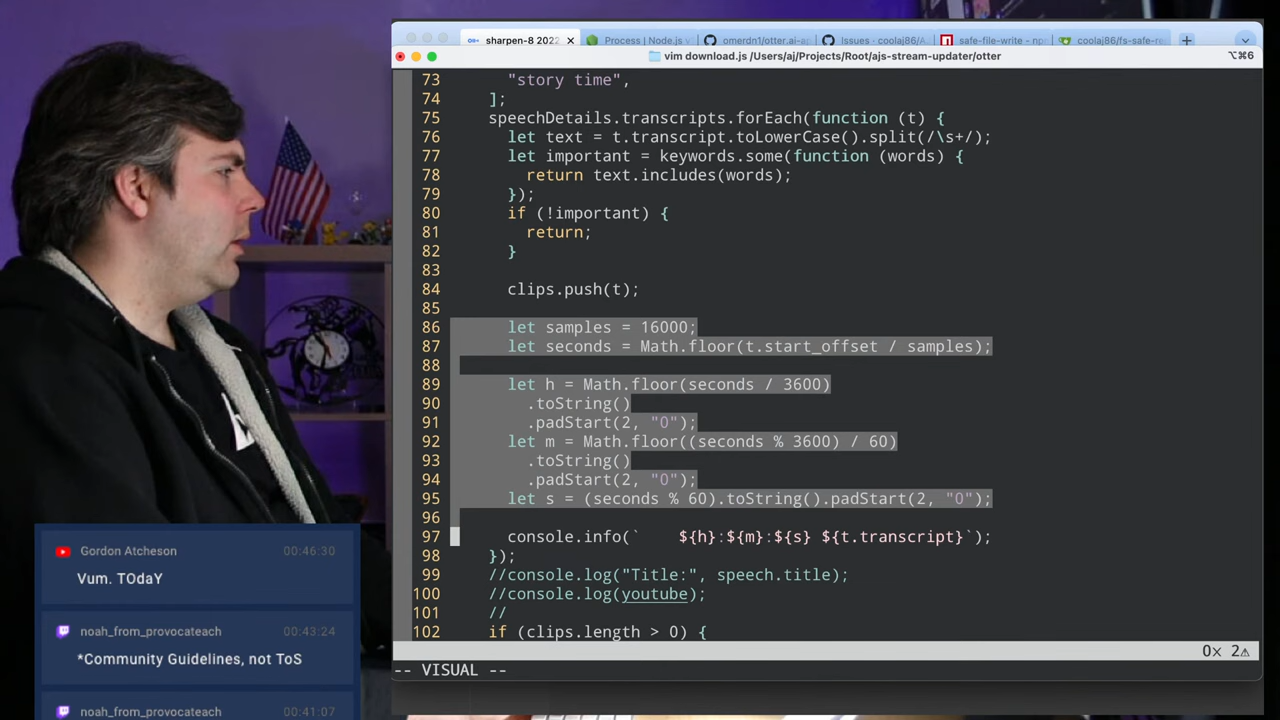 sharpen-8 2022
Process | Node.js
omerdn1/otter.ai-ap
Issues · coolaj86/
safe-file-write - npm
coolaj86/fs-safe-re
vim download.js /Users/aj/Projects/Root/ajs-stream-updater/otter
⌥⌘6
73 "story time",
74 ];
75 speechDetails.transcripts.forEach(function (t) {
76 let text = t.transcript.toLowerCase().split(/\s+/);
77 let important = keywords.some(function (words) {
78 return text.includes(words);
79 });
80 if (!important) {
81 return;
82 }
83
84 clips.push(t);
85
86 let samples = 16000;
87 let seconds = Math.floor(t.start_offset / samples);
88
89 let h = Math.floor(seconds / 3600)
90 .toString()
91 .padStart(2, "0");
92 let m = Math.floor((seconds % 3600) / 60)
93 .toString()
94 .padStart(2, "0");
95 let s = (seconds % 60).toString().padStart(2, "0");
96
97 console.info(`    ${h}:${m}:${s} ${t.transcript}`);
98 });
99 //console.log("Title:", speech.title);
100 //console.log(youtube);
101 //
102 if (clips.length > 0) {
0× 2⚠
-- VISUAL --
Gordon Atcheson 00:46:30
Vum. TOdaY
noah_from_provocateach 00:43:24
*Community Guidelines, not ToS
noah_from_provocateach 00:41:07